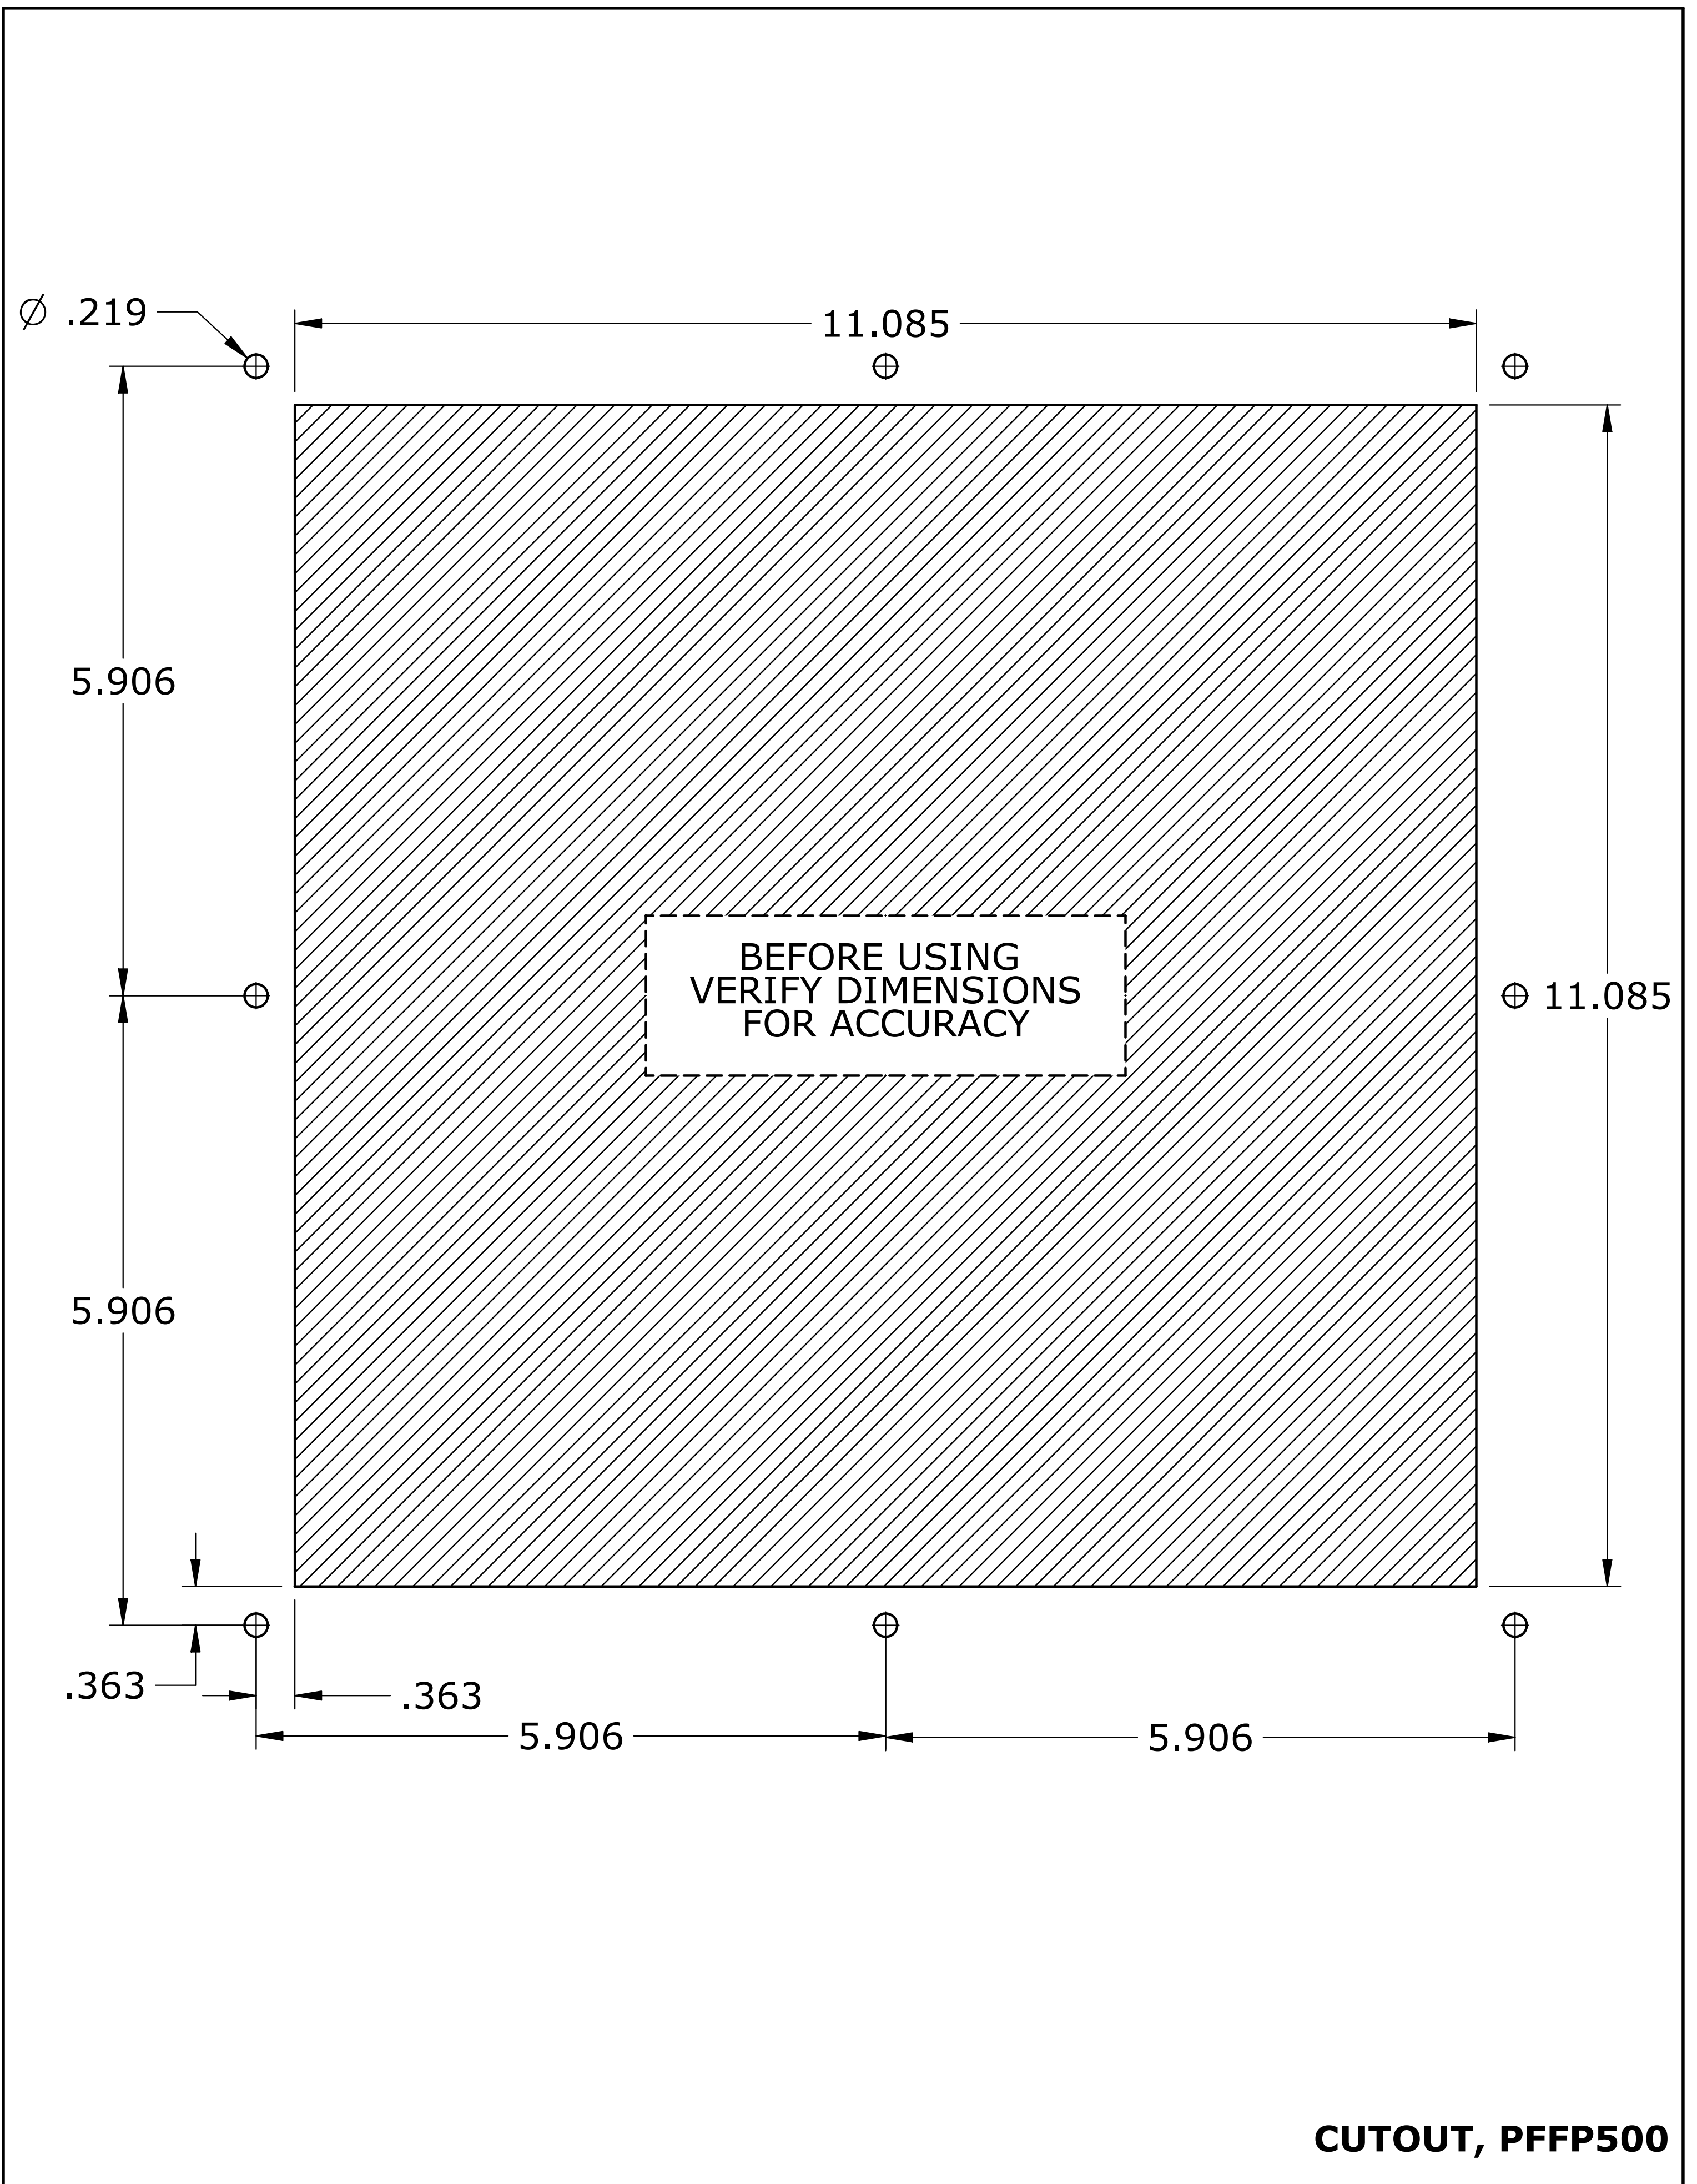 Ø .219
11.085
5.906
BEFORE USING
VERIFY DIMENSIONS
FOR ACCURACY
11.085
5.906
.363
.363
5.906
5.906
CUTOUT, PFFP500